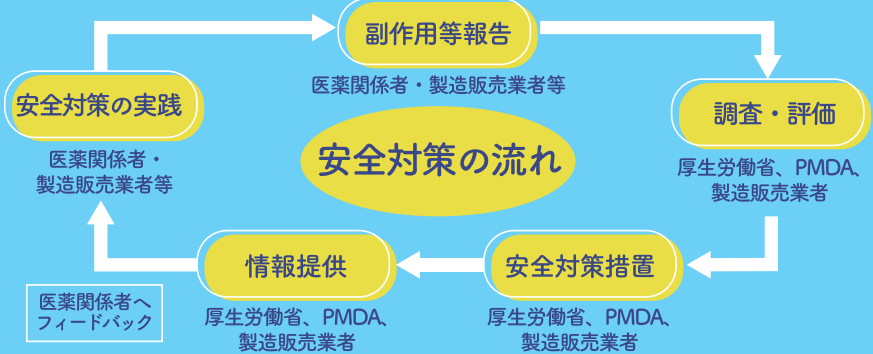 副作用等報告
医薬関係者・製造販売業者等
調査・評価
厚生労働省、PMDA、
製造販売業者
安全対策措置
厚生労働省、PMDA、
製造販売業者
情報提供
厚生労働省、PMDA、
製造販売業者
医薬関係者へ
フィードバック
安全対策の実践
医薬関係者・
製造販売業者等
安全対策の流れ